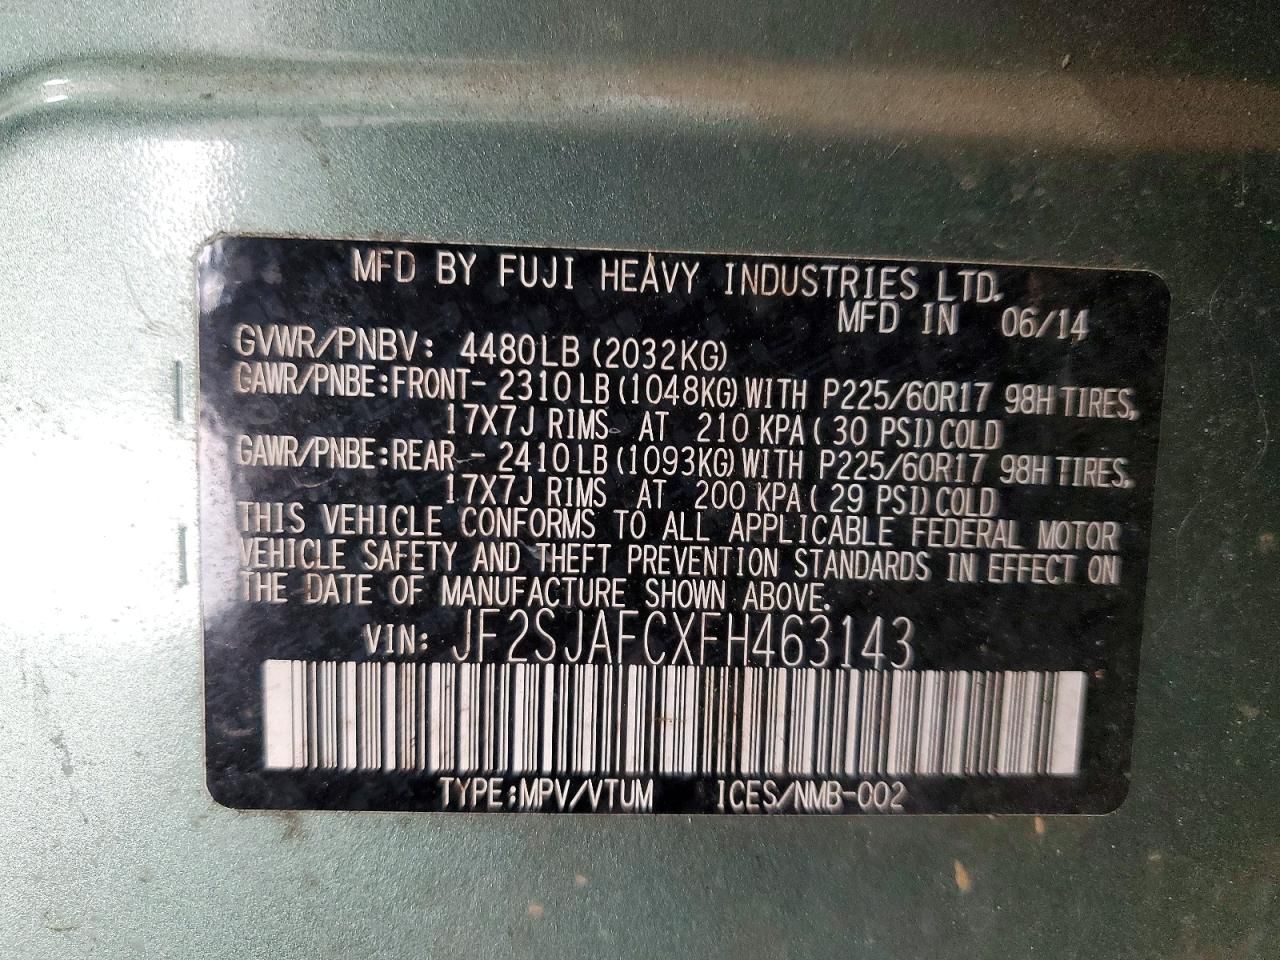 MFD BY FUJI HEAVY INDUSTRIES LTD.
MFD IN 06/14
GVWR/PNBV: 4480LB (2032KG)
GAWR/PNBE:FRONT- 2310LB (1048KG) WITH P225/60R17 98H TIRES,
17X7J RIMS AT 210 KPA (30 PSI) COLD
GAWR/PNBE:REAR - 2410LB (1093KG) WITH P225/60R17 98H TIRES,
17X7J RIMS AT 200 KPA (29 PSI) COLD
THIS VEHICLE CONFORMS TO ALL APPLICABLE FEDERAL MOTOR
VEHICLE SAFETY AND THEFT PREVENTION STANDARDS IN EFFECT ON
THE DATE OF MANUFACTURE SHOWN ABOVE.
VIN: JF2SJAFCXFH463143
TYPE:MPV/VTUM ICES/NMB-002